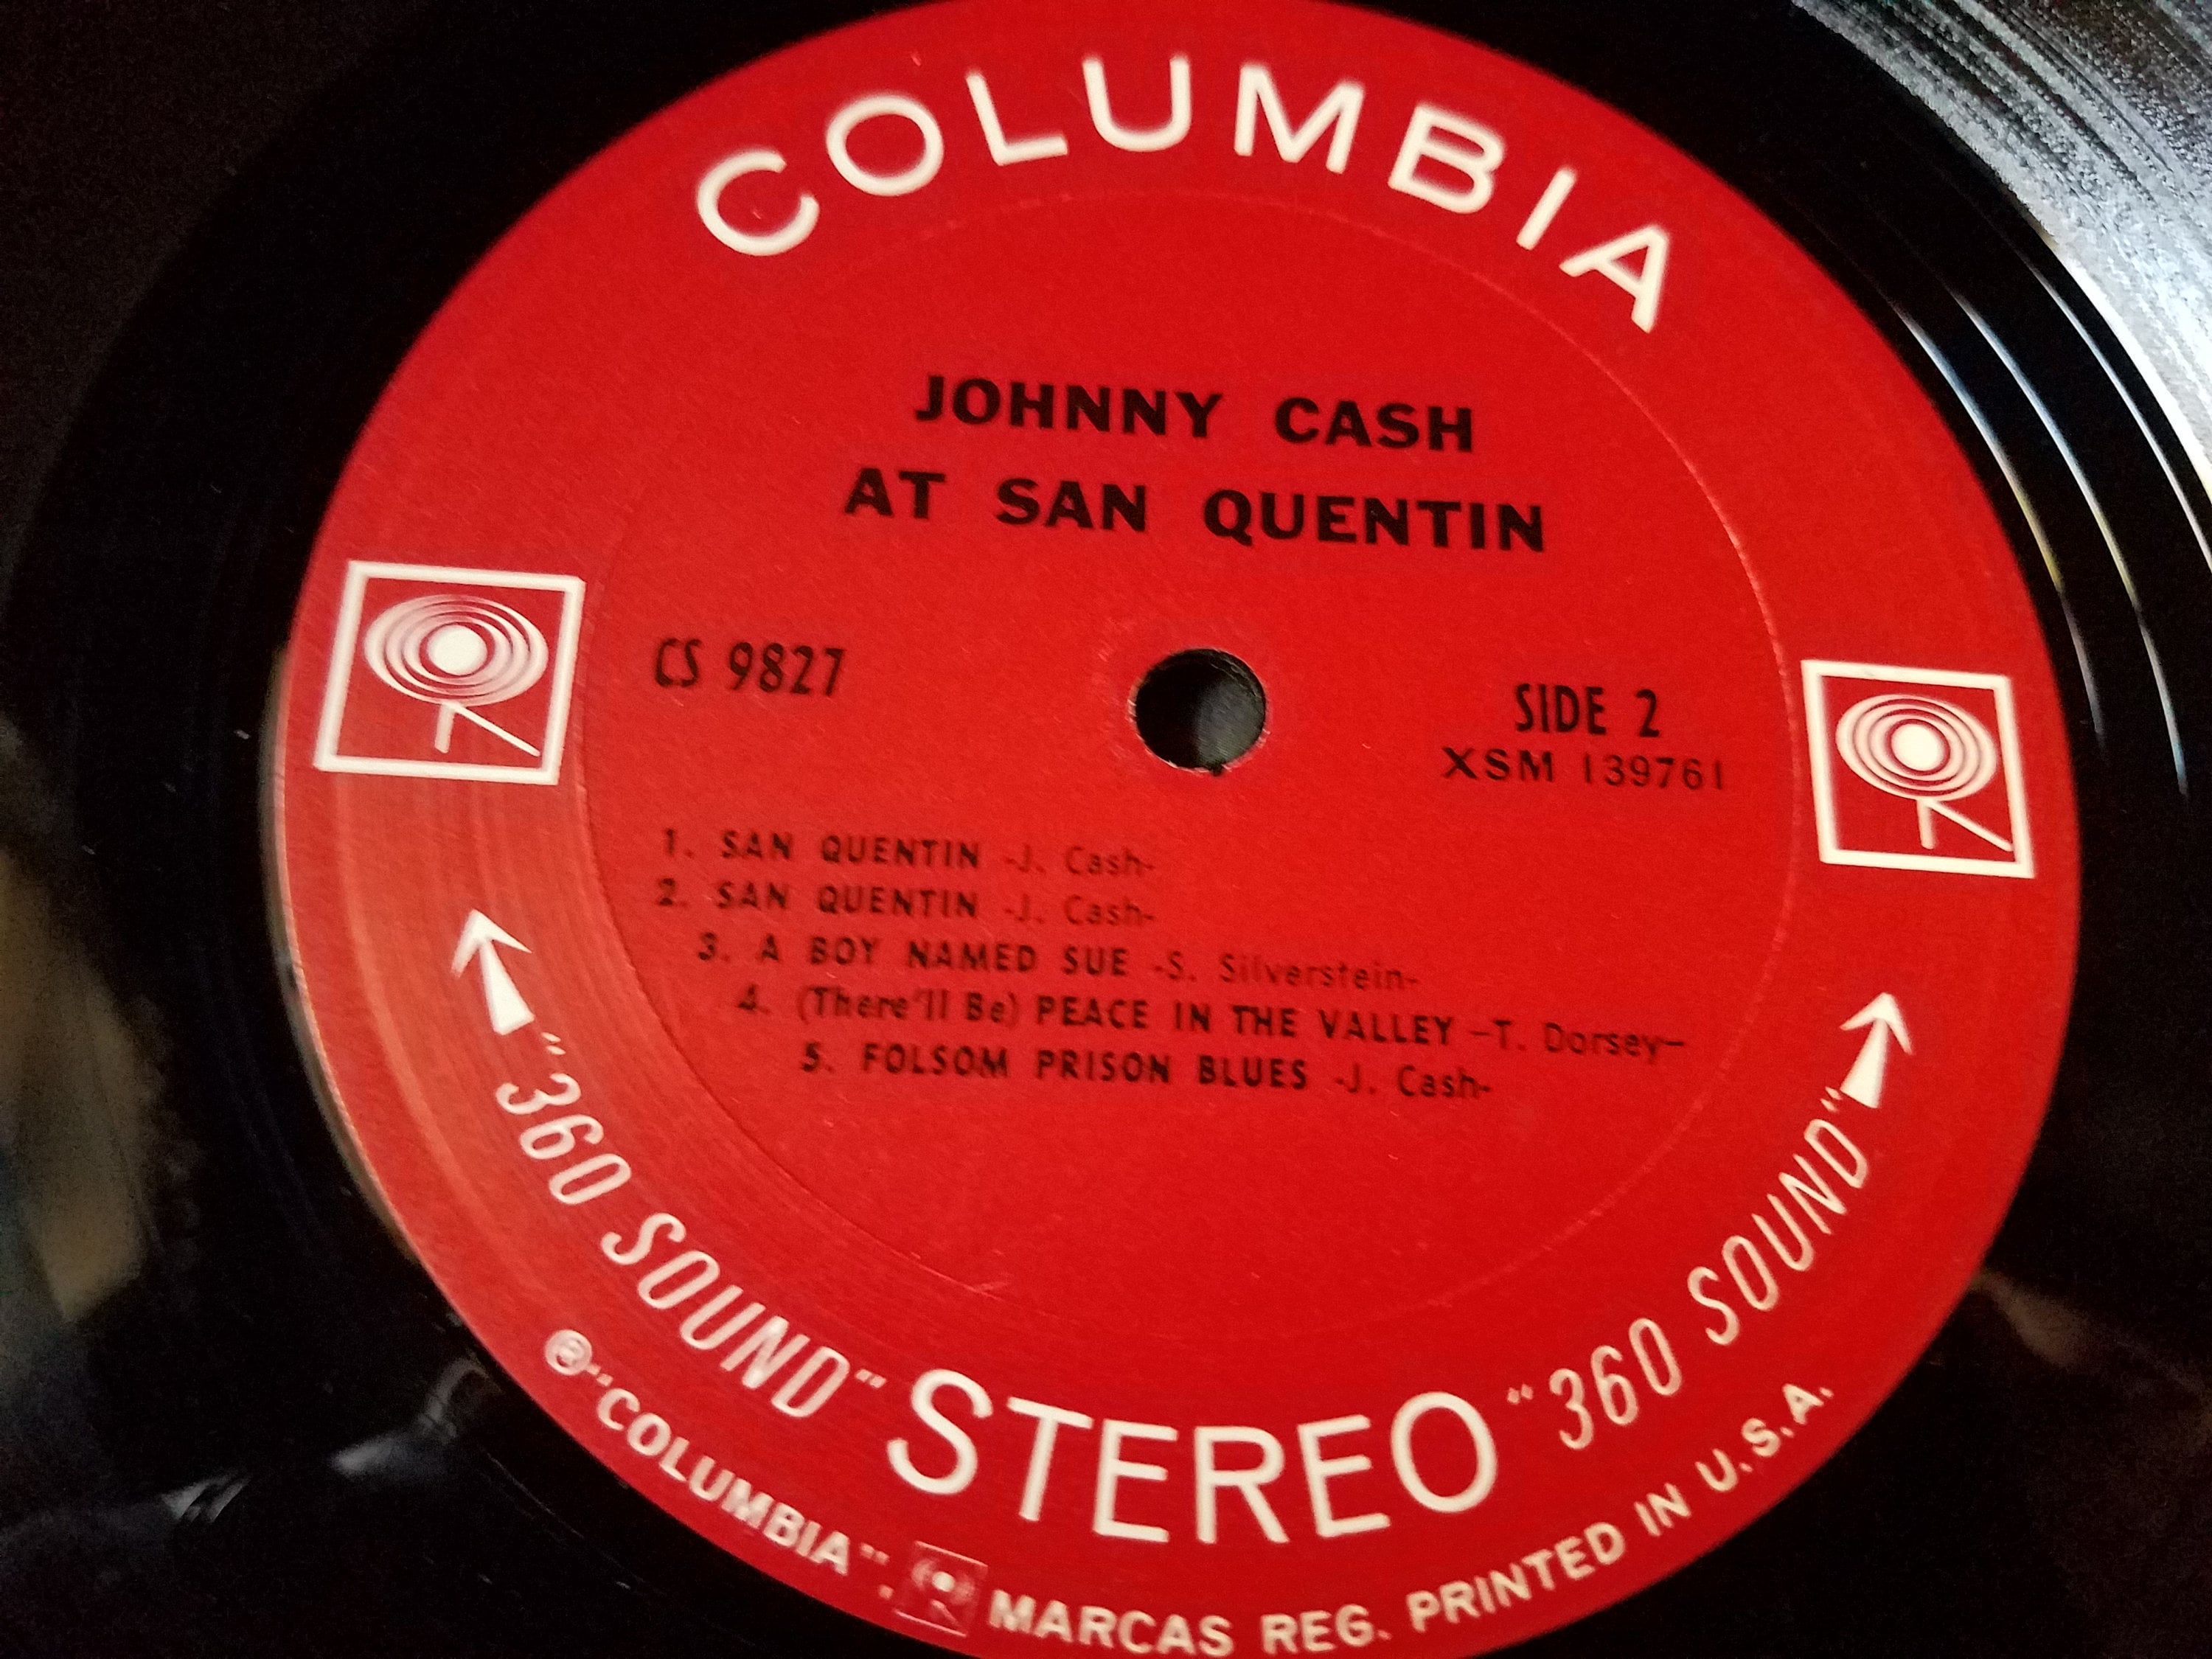 COLUMBIA
JOHNNY CASH
AT SAN QUENTIN
CS 9827
SIDE 2
XSM 139761
1. SAN QUENTIN -J. Cash-
2. SAN QUENTIN -J. Cash-
3. A BOY NAMED SUE -S. Silverstein-
4. (There'll Be) PEACE IN THE VALLEY -T. Dorsey-
5. FOLSOM PRISON BLUES -J. Cash-
"360 SOUND" STEREO "360 SOUND"
® "COLUMBIA", MARCAS REG. PRINTED IN U.S.A.